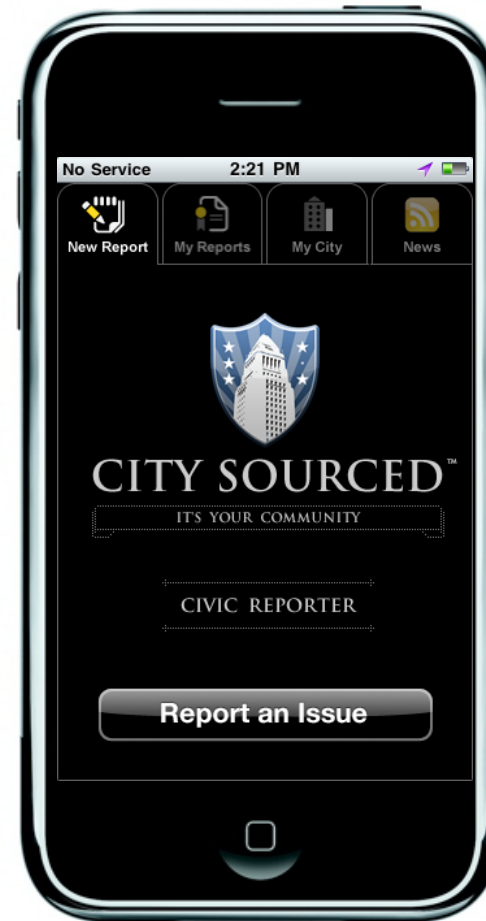 No Service 2:21 PM
New Report My Reports My City News
CITY SOURCED™
IT'S YOUR COMMUNITY
CIVIC REPORTER
Report an Issue